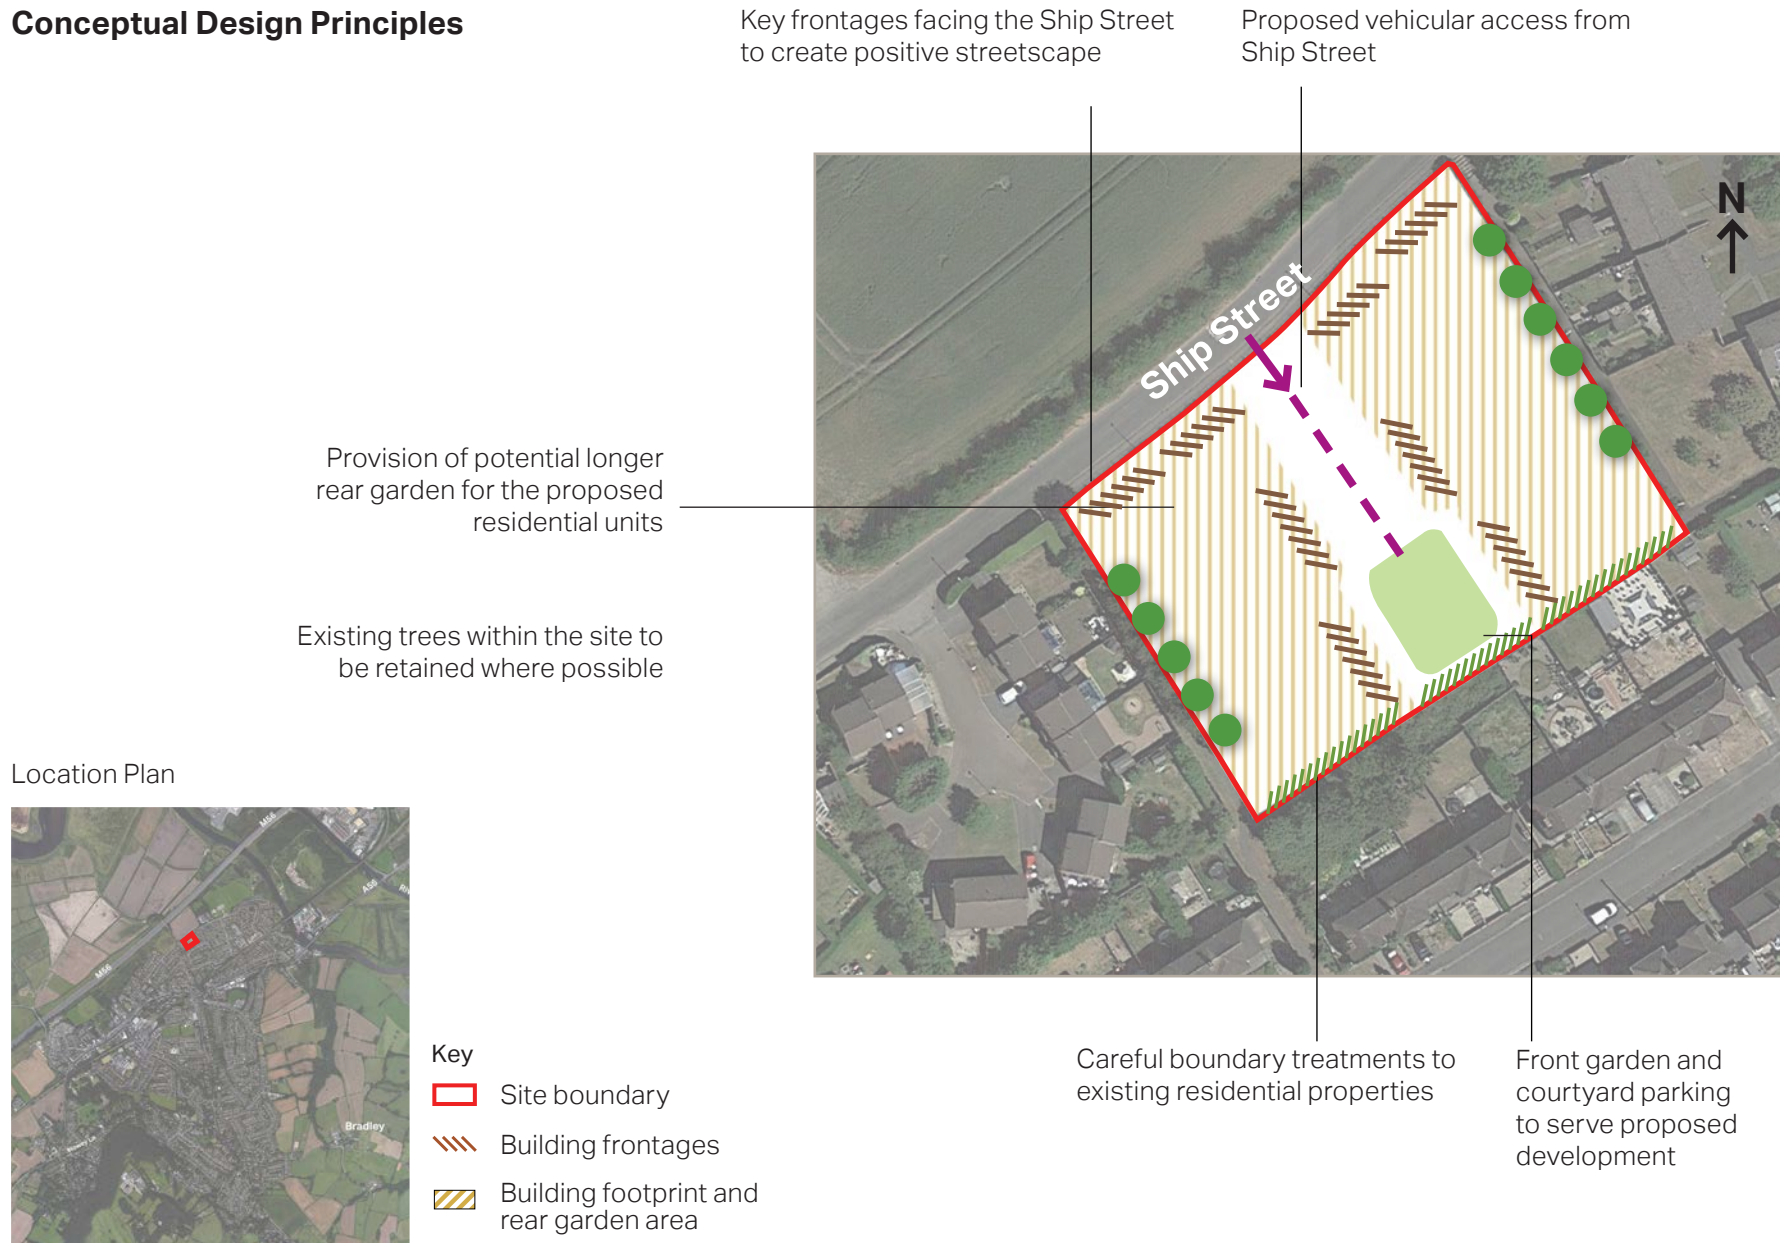 Conceptual Design Principles
Key frontages facing the Ship Street
to create positive streetscape
Proposed vehicular access from
Ship Street
N
Ship Street
Provision of potential longer
rear garden for the proposed
residential units
Existing trees within the site to
be retained where possible
Location Plan
M56
A56
M56
Bradley
Key
Site boundary
Building frontages
Building footprint and
rear garden area
Careful boundary treatments to
existing residential properties
Front garden and
courtyard parking
to serve proposed
development